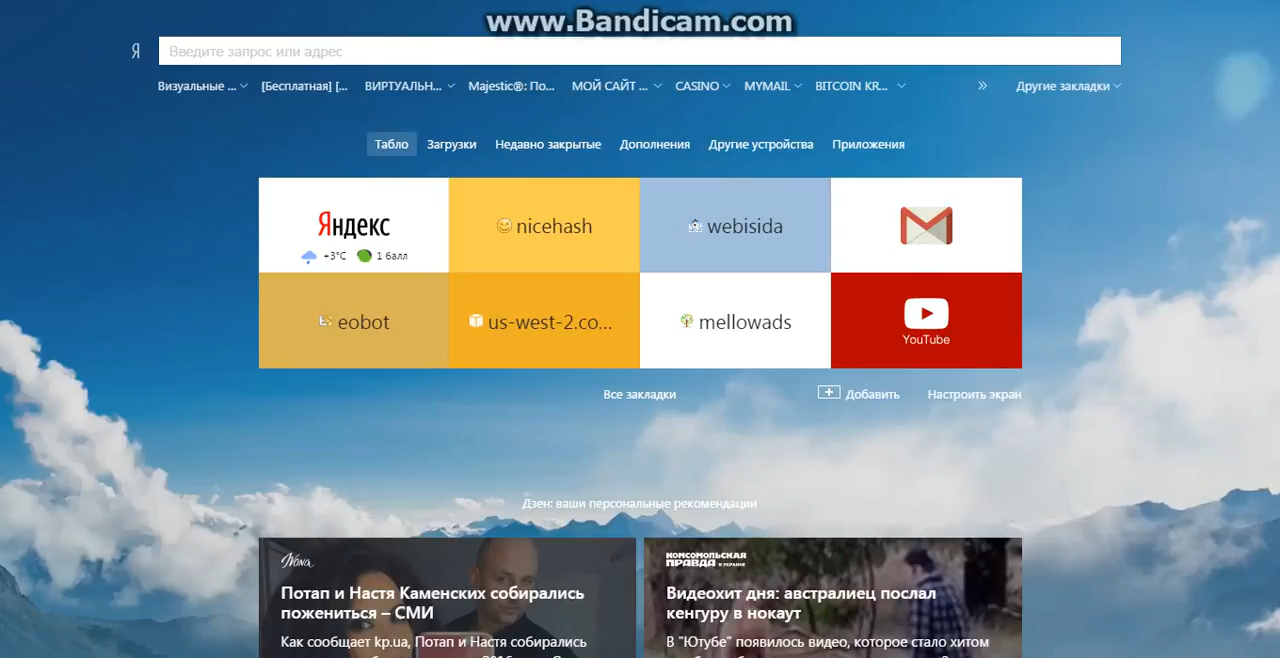 www.Bandicam.com
Я Введите запрос или адрес
Визуальные ... [Бесплатная] [... ВИРТУАЛЬН... Majestic®: По... МОЙ САЙТ ... CASINO MYMAIL BITCOIN KR... » Другие закладки
Табло Загрузки Недавно закрытые Дополнения Другие устройства Приложения
Яндекс
+3°C 1 балл
nicehash
webisida
eobot
us-west-2.co...
mellowads
YouTube
Все закладки Добавить Настроить экран
Дзен: ваши персональные рекомендации
Потап и Настя Каменских собирались
пожениться – СМИ
Как сообщает kp.ua, Потап и Настя собирались
КОМСОМОЛЬСКАЯ
ПРАВДА В УКРАИНЕ
Видеохит дня: австралиец послал
кенгуру в нокаут
В "Ютубе" появилось видео, которое стало хитом